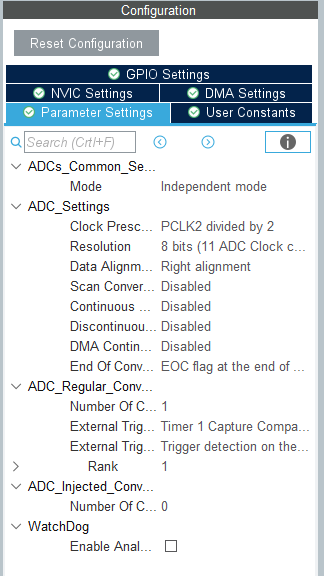 Configuration
Reset Configuration
GPIO Settings
NVIC Settings DMA Settings
Parameter Settings User Constants
Search (Crtl+F)
ADCs_Common_Se...
Mode Independent mode
ADC_Settings
Clock Presc... PCLK2 divided by 2
Resolution 8 bits (11 ADC Clock c...
Data Alignm... Right alignment
Scan Conver... Disabled
Continuous ... Disabled
Discontinuou... Disabled
DMA Contin... Disabled
End Of Conv... EOC flag at the end of ...
ADC_Regular_Conv...
Number Of C... 1
External Trig... Timer 1 Capture Compa...
External Trig... Trigger detection on the...
Rank 1
ADC_Injected_Conv...
Number Of C... 0
WatchDog
Enable Anal...